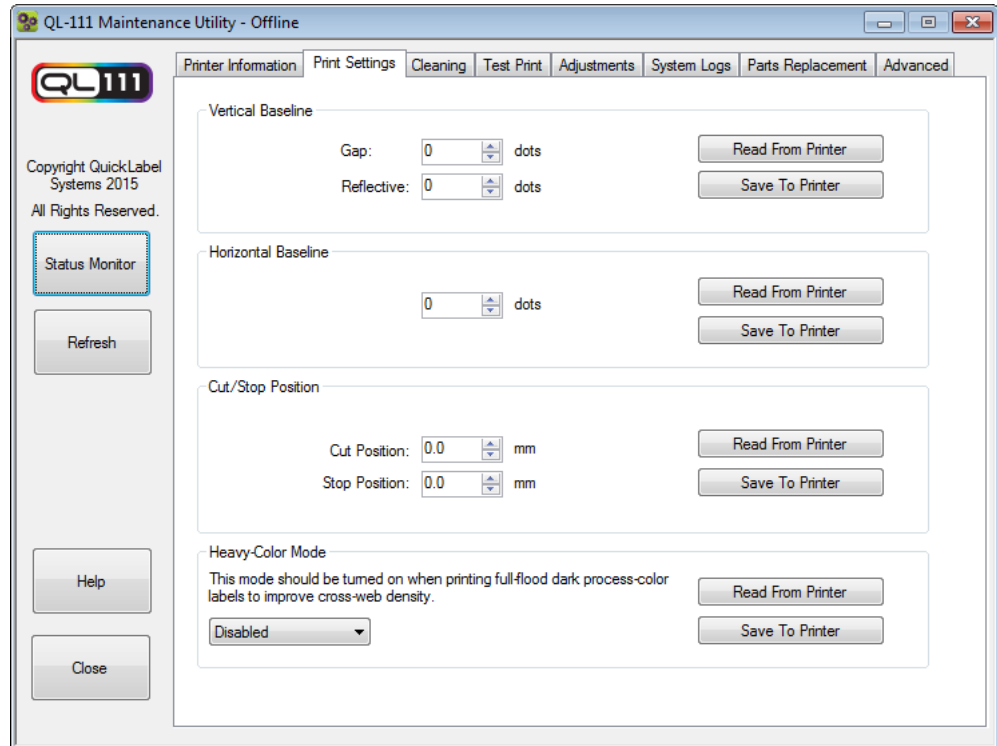 QL-111 Maintenance Utility - Offline
QL111
Copyright QuickLabel
Systems 2015
All Rights Reserved.
Status Monitor
Refresh
Help
Close
Printer Information Print Settings Cleaning Test Print Adjustments System Logs Parts Replacement Advanced
Vertical Baseline
Gap: 0 dots Read From Printer
Reflective: 0 dots Save To Printer
Horizontal Baseline
0 dots Read From Printer
Save To Printer
Cut/Stop Position
Cut Position: 0.0 mm Read From Printer
Stop Position: 0.0 mm Save To Printer
Heavy-Color Mode
This mode should be turned on when printing full-flood dark process-color
labels to improve cross-web density.
Read From Printer
Disabled Save To Printer